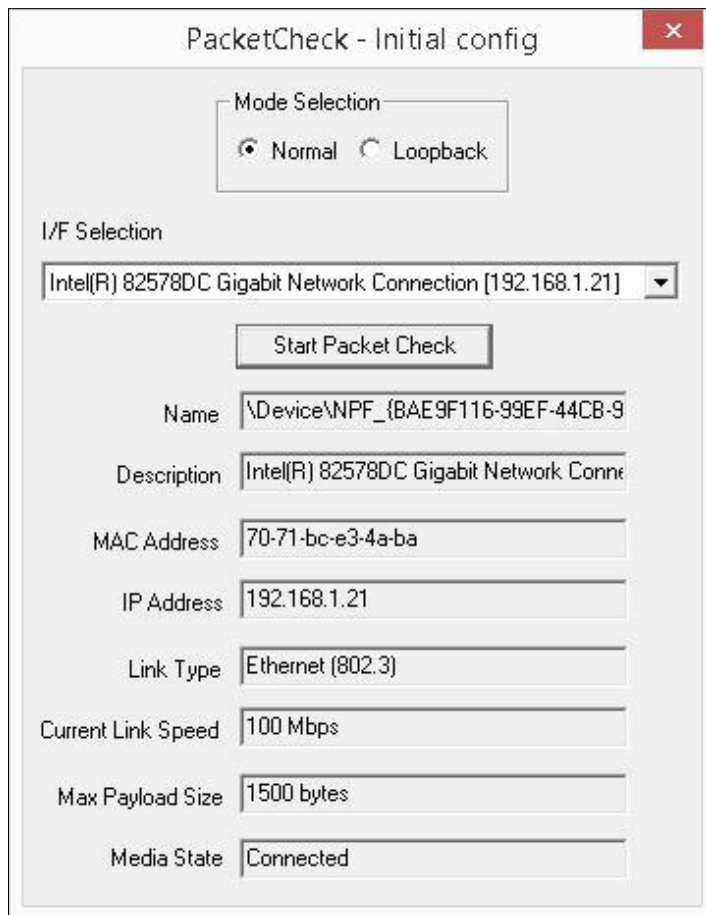 PacketCheck - Initial config
Mode Selection
Normal Loopback
I/F Selection
Intel(R) 82578DC Gigabit Network Connection [192.168.1.21]
Start Packet Check
Name \Device\NPF_{BAE9F116-99EF-44CB-9
Description Intel(R) 82578DC Gigabit Network Conne
MAC Address 70-71-bc-e3-4a-ba
IP Address 192.168.1.21
Link Type Ethernet (802.3)
Current Link Speed 100 Mbps
Max Payload Size 1500 bytes
Media State Connected